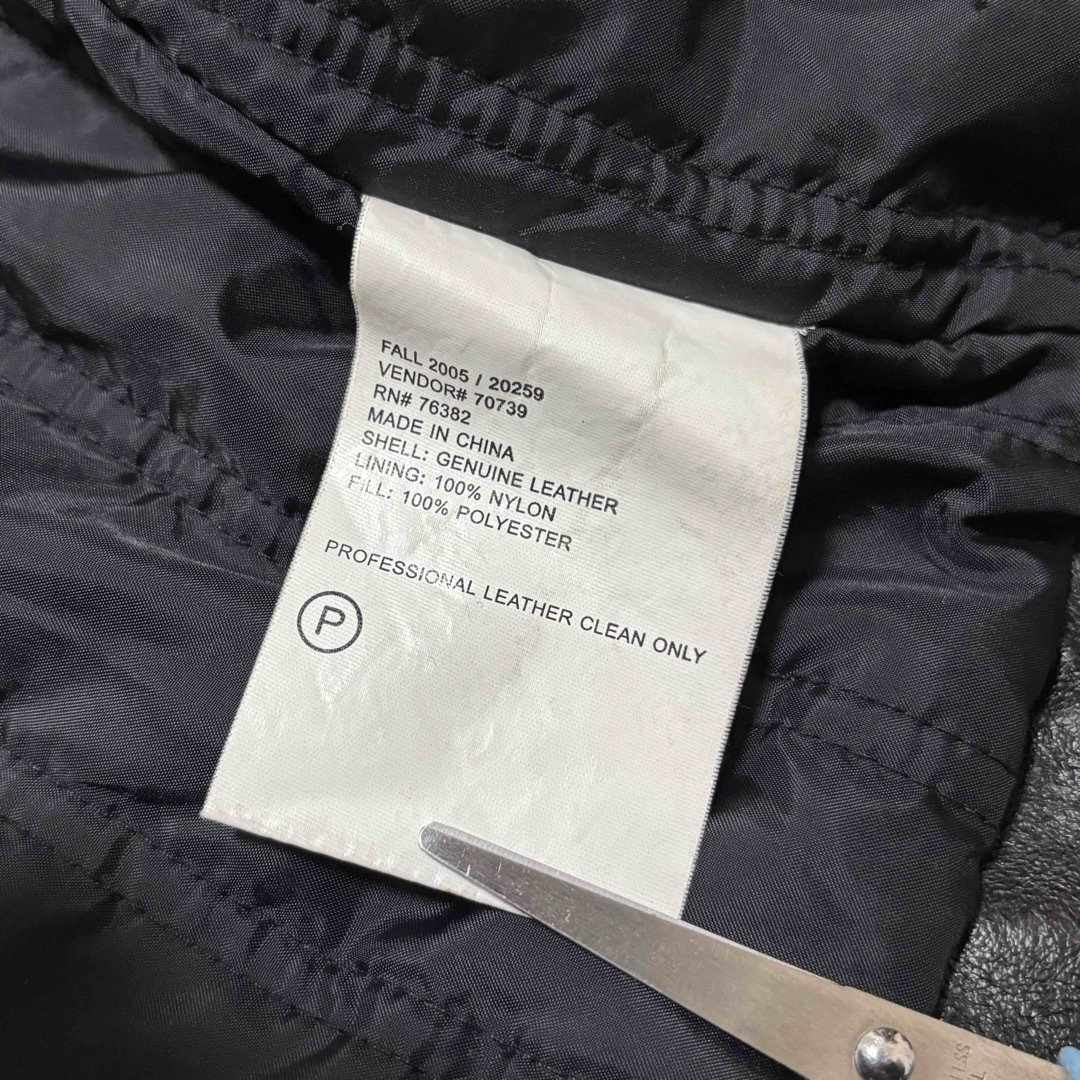 FALL 2005 / 20259
VENDOR# 70739
RN# 76382
MADE IN CHINA
SHELL: GENUINE LEATHER
LINING: 100% NYLON
FILL: 100% POLYESTER
PROFESSIONAL LEATHER CLEAN ONLY
P